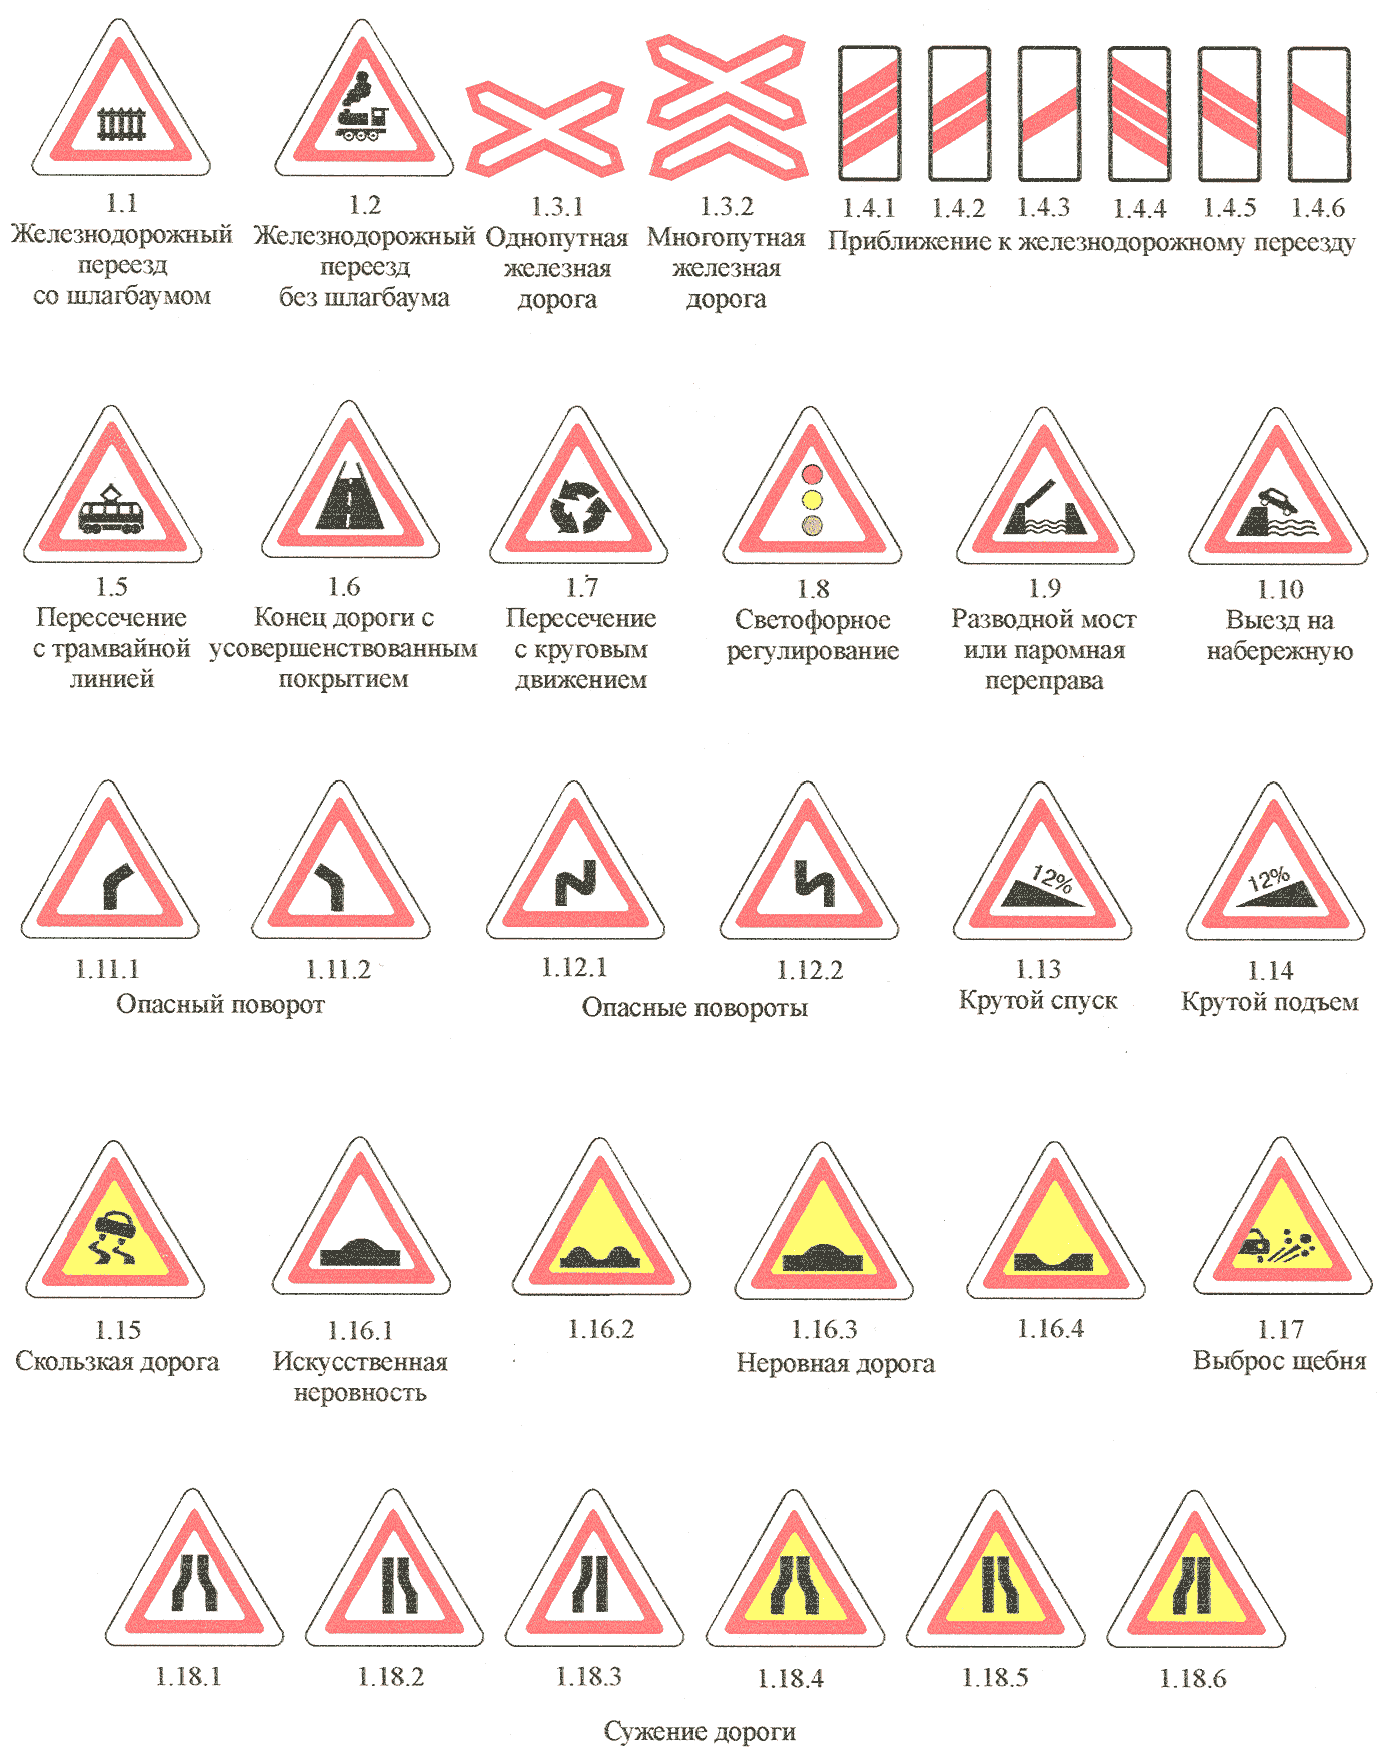 1.1
Железнодорожный
переезд
со шлагбаумом
1.2
Железнодорожный
переезд
без шлагбаума
1.3.1
Однопутная
железная
дорога
1.3.2
Многопутная
железная
дорога
1.4.1 1.4.2 1.4.3 1.4.4 1.4.5 1.4.6
Приближение к железнодорожному переезду
1.5
Пересечение
с трамвайной
линией
1.6
Конец дороги с
усовершенствованным
покрытием
1.7
Пересечение
с круговым
движением
1.8
Светофорное
регулирование
1.9
Разводной мост
или паромная
переправа
1.10
Выезд на
набережную
1.11.1 1.11.2
Опасный поворот
1.12.1 1.12.2
Опасные повороты
12%
1.13
Крутой спуск
12%
1.14
Крутой подъем
1.15
Скользкая дорога
1.16.1
Искусственная
неровность
1.16.2 1.16.3 1.16.4
Неровная дорога
1.17
Выброс щебня
1.18.1 1.18.2 1.18.3 1.18.4 1.18.5 1.18.6
Сужение дороги